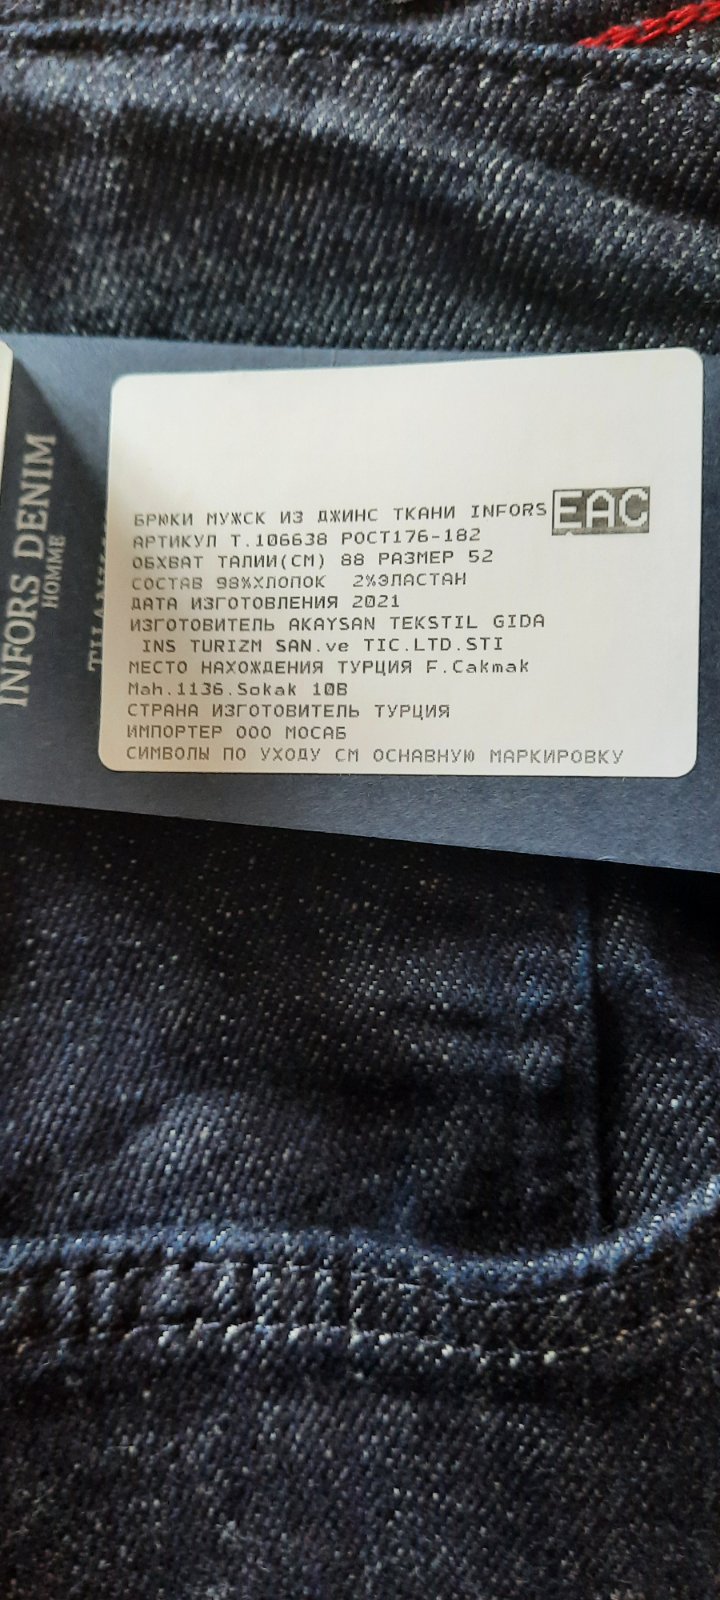 INFORS DENIM
HOMME
БРЮКИ МУЖСК ИЗ ДЖИНС ТКАНИ INFORS EAC
АРТИКУЛ Т.106638 РОСТ176-182
ОБХВАТ ТАЛИИ(СМ) 88 РАЗМЕР 52
СОСТАВ 98%ХЛОПОК 2%ЭЛАСТАН
ДАТА ИЗГОТОВЛЕНИЯ 2021
ИЗГОТОВИТЕЛЬ AKAYSAN TEKSTIL GIDA
INS TURIZM SAN.ve TIC.LTD.STI
МЕСТО НАХОЖДЕНИЯ ТУРЦИЯ F.Cakmak
Mah.1136.Sokak 10B
СТРАНА ИЗГОТОВИТЕЛЬ ТУРЦИЯ
ИМПОРТЕР ООО МОСАБ
СИМВОЛЫ ПО УХОДУ СМ ОСНАВНУЮ МАРКИРОВКУ